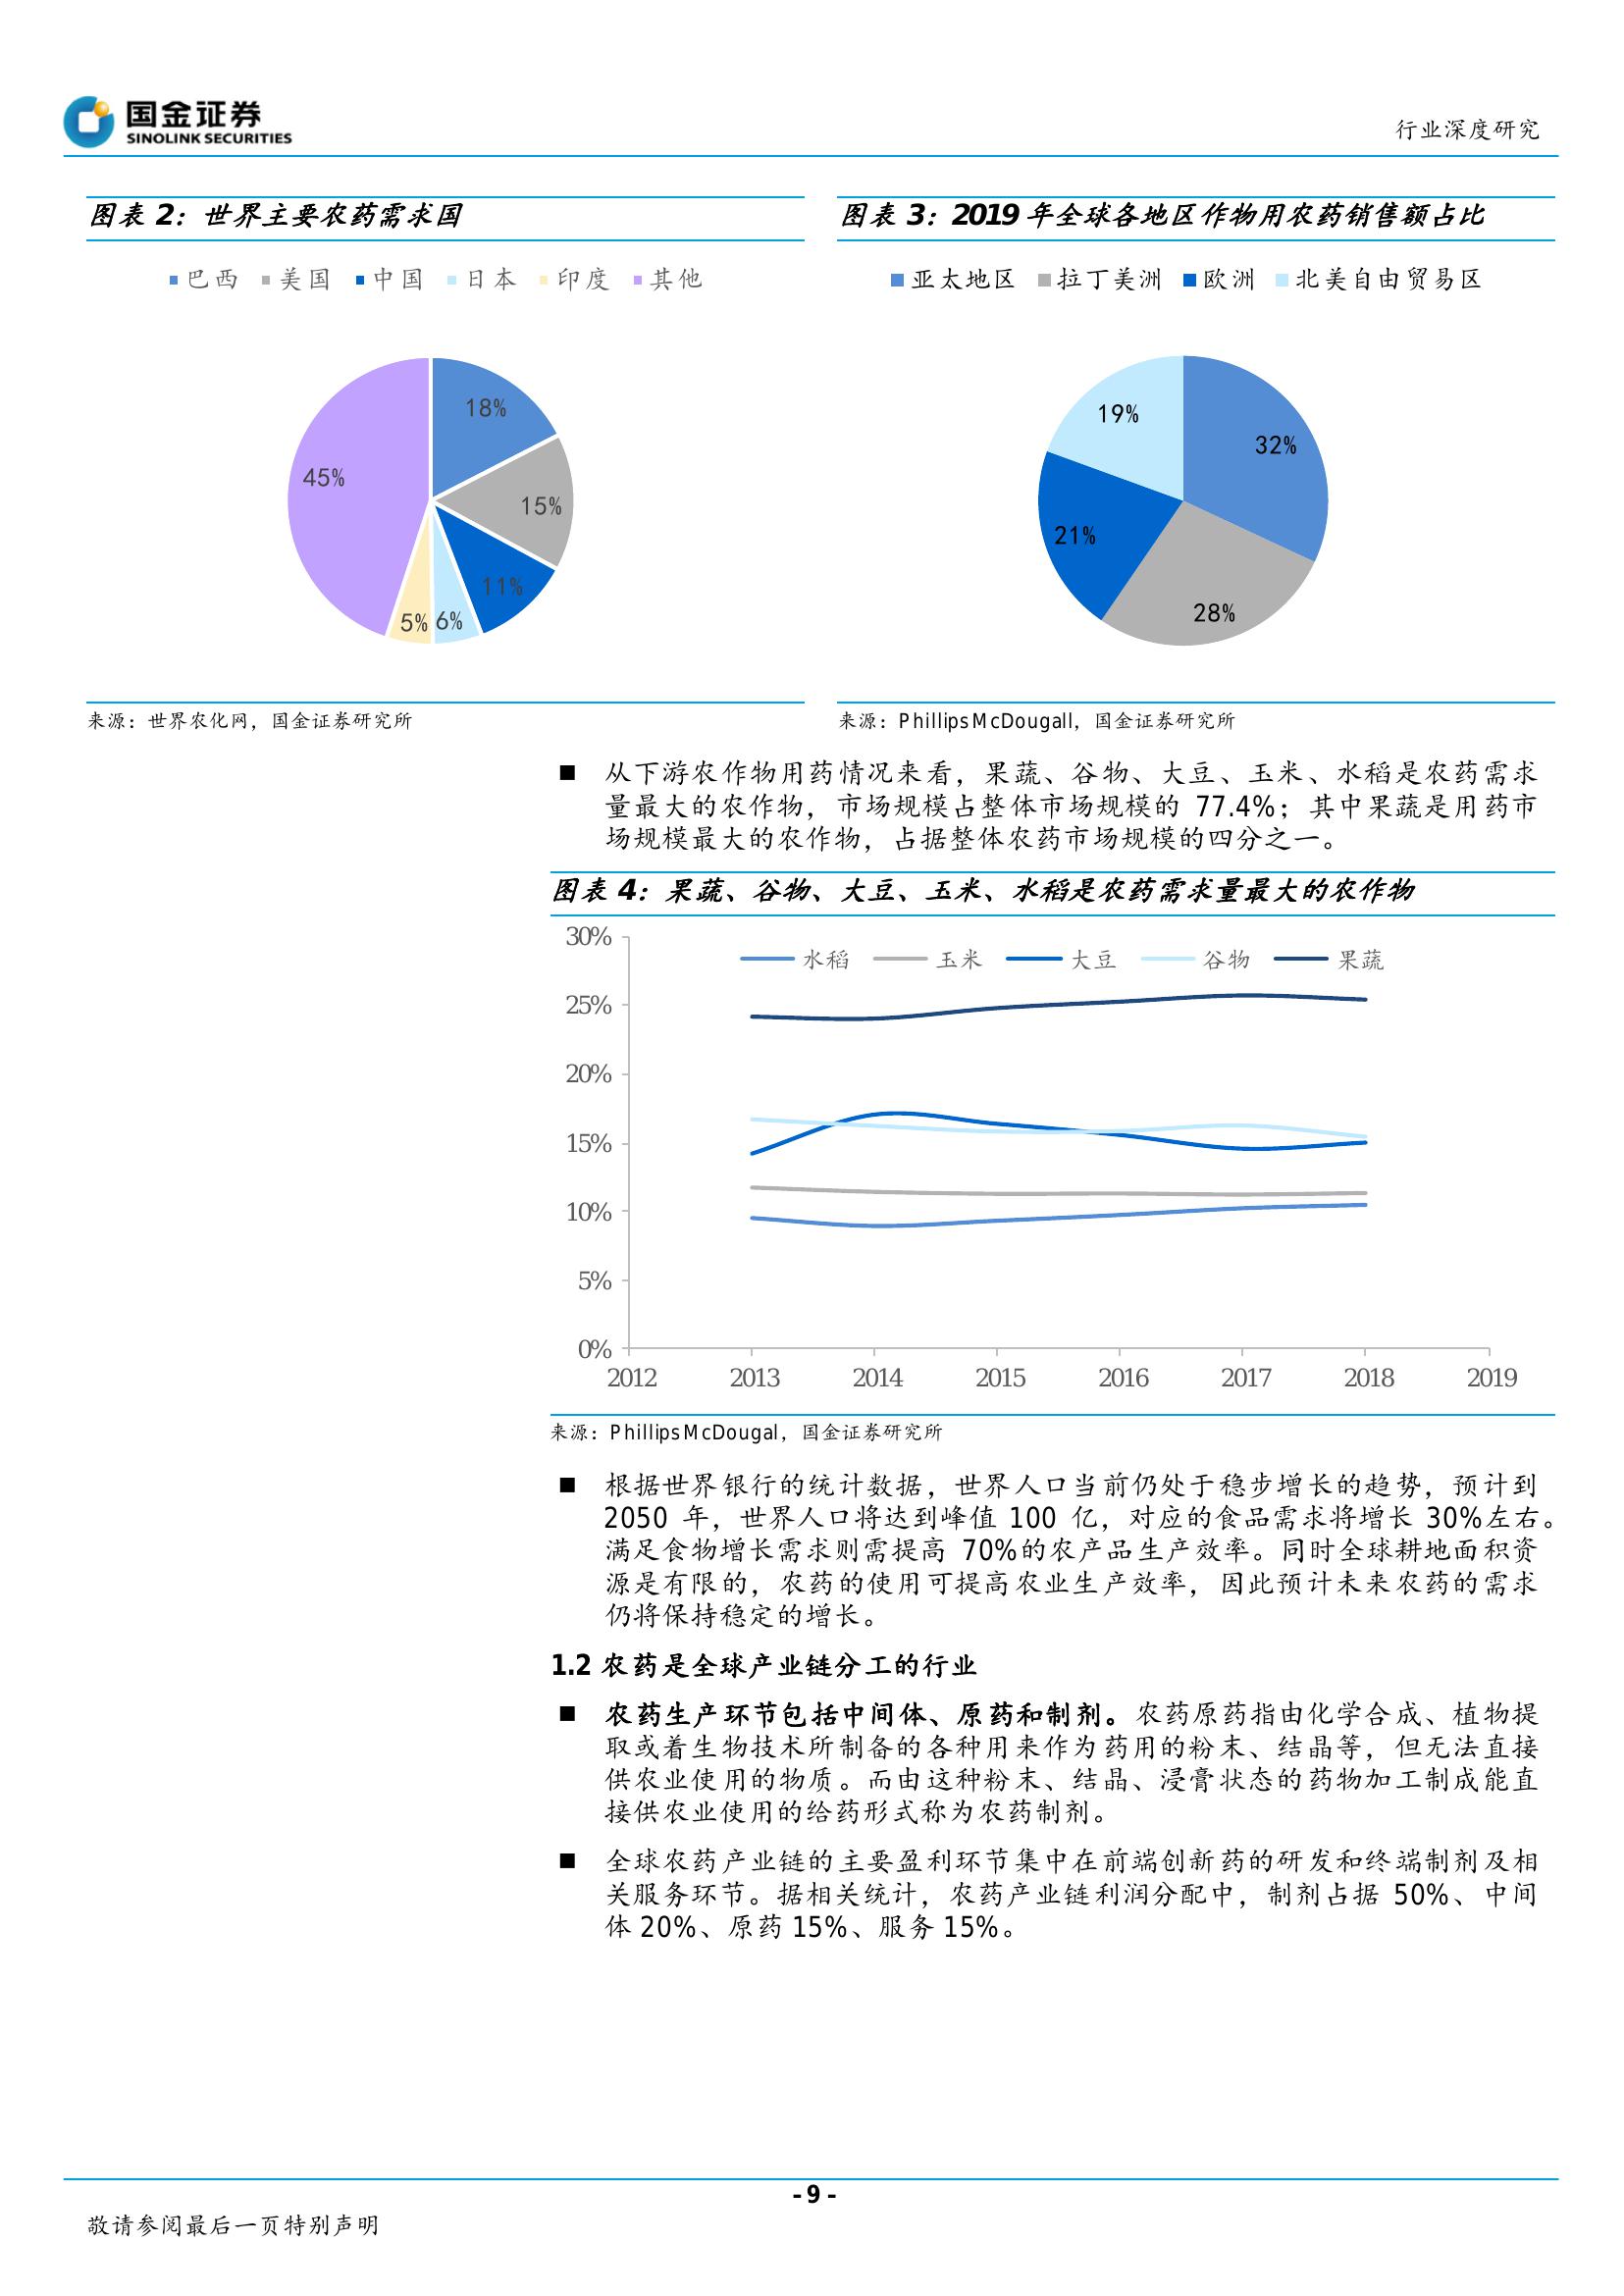 国金证券
SINOLINK SECURITIES
行业深度研究
图表 2：世界主要农药需求国
巴西 美国 中国 日本 印度 其他
18%
15%
11%
6%
5%
45%
来源：世界农化网，国金证券研究所
图表 3：2019 年全球各地区作物用农药销售额占比
亚太地区 拉丁美洲 欧洲 北美自由贸易区
32%
28%
21%
19%
来源：Phillips McDougall，国金证券研究所
■ 从下游农作物用药情况来看，果蔬、谷物、大豆、玉米、水稻是农药需求
量最大的农作物，市场规模占整体市场规模的 77.4%；其中果蔬是用药市
场规模最大的农作物，占据整体农药市场规模的四分之一。
图表 4：果蔬、谷物、大豆、玉米、水稻是农药需求量最大的农作物
水稻 玉米 大豆 谷物 果蔬
30%
25%
20%
15%
10%
5%
0%
2012 2013 2014 2015 2016 2017 2018 2019
来源：Phillips McDougal，国金证券研究所
■ 根据世界银行的统计数据，世界人口当前仍处于稳步增长的趋势，预计到
2050 年，世界人口将达到峰值 100 亿，对应的食品需求将增长 30%左右。
满足食物增长需求则需提高 70%的农产品生产效率。同时全球耕地面积资
源是有限的，农药的使用可提高农业生产效率，因此预计未来农药的需求
仍将保持稳定的增长。
1.2 农药是全球产业链分工的行业
■ 农药生产环节包括中间体、原药和制剂。农药原药指由化学合成、植物提
取或着生物技术所制备的各种用来作为药用的粉末、结晶等，但无法直接
供农业使用的物质。而由这种粉末、结晶、浸膏状态的药物加工制成能直
接供农业使用的给药形式称为农药制剂。
■ 全球农药产业链的主要盈利环节集中在前端创新药的研发和终端制剂及相
关服务环节。据相关统计，农药产业链利润分配中，制剂占据 50%、中间
体 20%、原药 15%、服务 15%。
- 9 -
敬请参阅最后一页特别声明